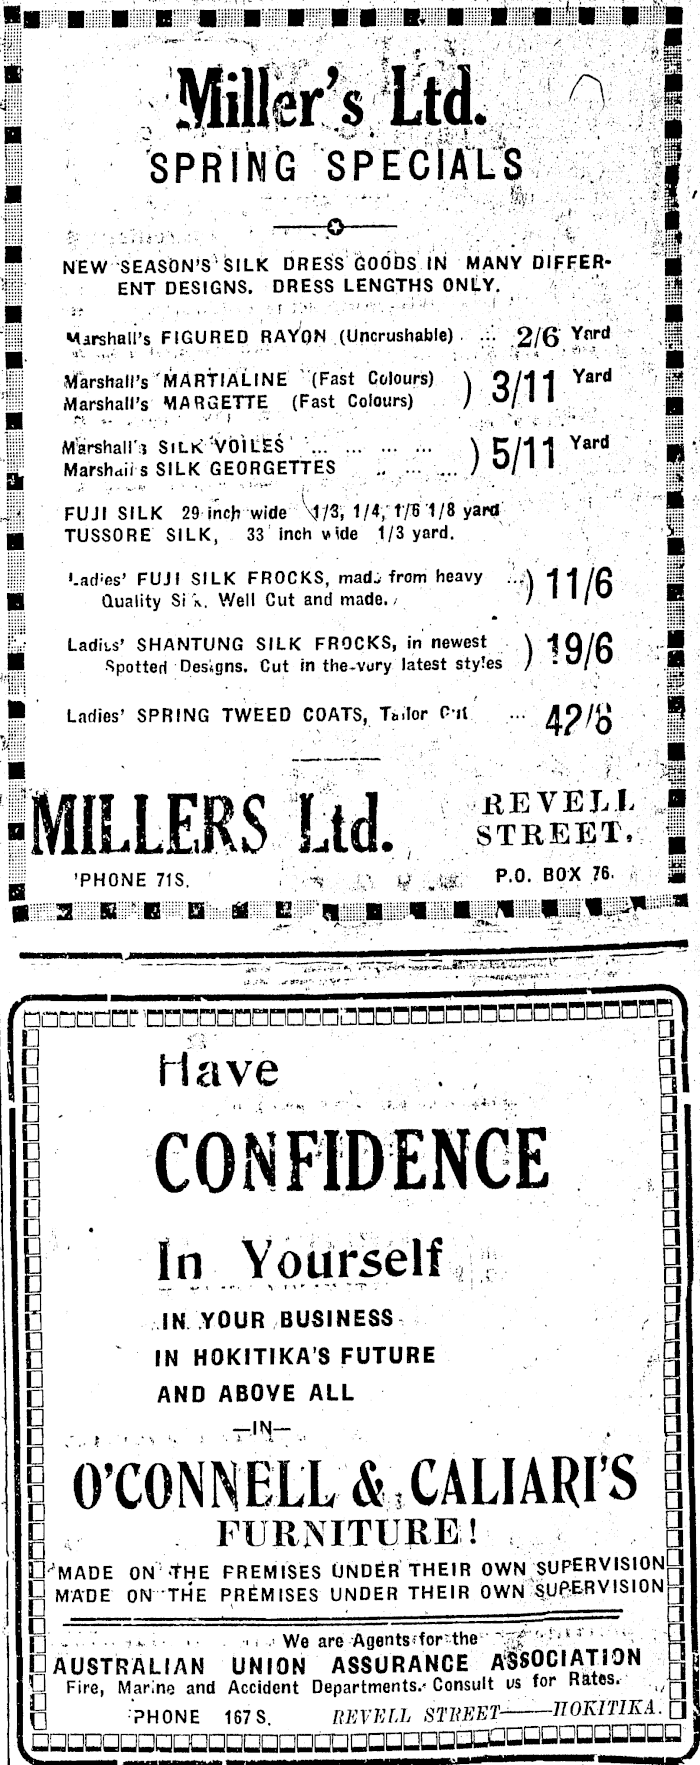 Miller's Ltd.
SPRING SPECIALS
NEW SEASON'S SILK DRESS GOODS IN MANY DIFFER-
ENT DESIGNS. DRESS LENGTHS ONLY.
Marshall's FIGURED RAYON (Uncrushable) ... 2/6 Yard
Marshall's MARTIALINE (Fast Colours)
Marshall's MARGETTE (Fast Colours) ) 3/11 Yard
Marshall's SILK VOILES ... ... ... ...
Marshall's SILK GEORGETTES .. ... ... ) 5/11 Yard
FUJI SILK 29 inch wide 1/3, 1/4, 1/6 1/8 yard
TUSSORE SILK, 33 inch wide 1/3 yard.
Ladies' FUJI SILK FROCKS, made from heavy
Quality Silk. Well Cut and made. ...) 11/6
Ladies' SHANTUNG SILK FROCKS, in newest
Spotted Designs. Cut in the very latest styles ) 19/6
Ladies' SPRING TWEED COATS, Tailor Cut ... 42/6
MILLERS Ltd. REVELL
STREET.
'PHONE 71S. P.O. BOX 76.
Have
CONFIDENCE
In Yourself
IN YOUR BUSINESS
IN HOKITIKA'S FUTURE
AND ABOVE ALL
—IN—
O'CONNELL & CALIARI'S
FURNITURE!
MADE ON THE PREMISES UNDER THEIR OWN SUPERVISION
MADE ON THE PREMISES UNDER THEIR OWN SUPERVISION
We are Agents for the
AUSTRALIAN UNION ASSURANCE ASSOCIATION
Fire, Marine and Accident Departments. Consult us for Rates.
'PHONE 167S. REVELL STREET——HOKITIKA.